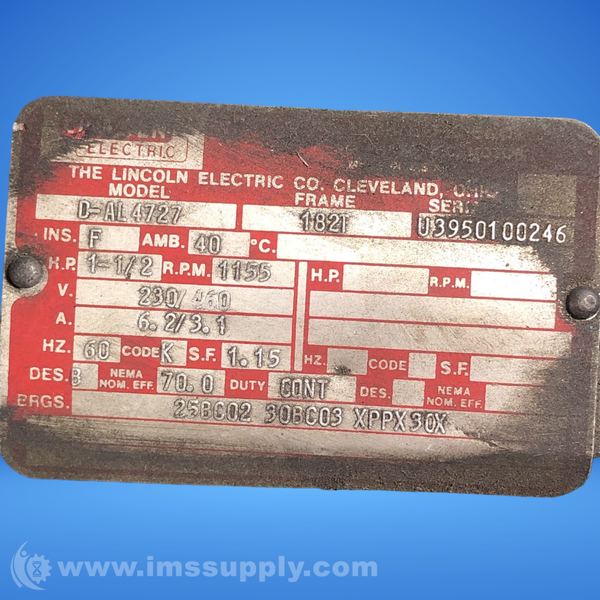 ELECTRIC
THE LINCOLN ELECTRIC CO. CLEVELAND,
MODEL FRAME
D-AL4727 182T U3950100246
INS. F AMB. 40 °C.
H.P. 1-1/2 R.P.M. 1155 H.P. R.P.M.
V. 230/460
A. 6.2/3.1
HZ. 60 CODE K S.F. 1.15 HZ. CODE S.F.
DES. B NEMA NOM. EFF. 70.0 DUTY CONT DES. NEMA NOM. EFF.
BRGS. 25BC02 30BC03 XPPX30X
www.imssupply.com